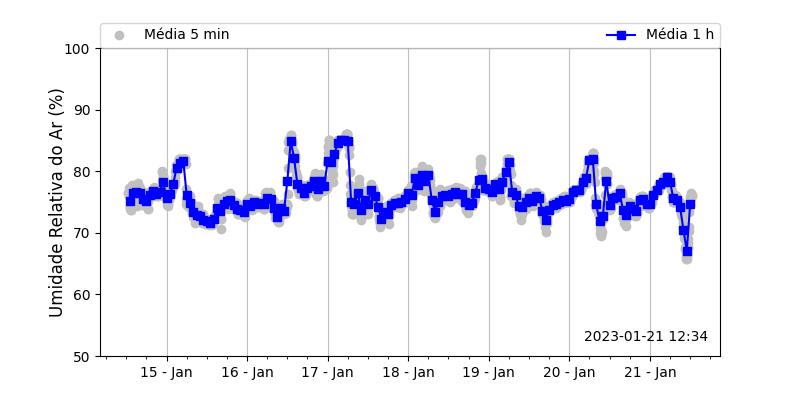 Média 5 min
Média 1 h
Umidade Relativa do Ar (%)
100
90
80
70
60
50
2023-01-21 12:34
15 - Jan
16 - Jan
17 - Jan
18 - Jan
19 - Jan
20 - Jan
21 - Jan